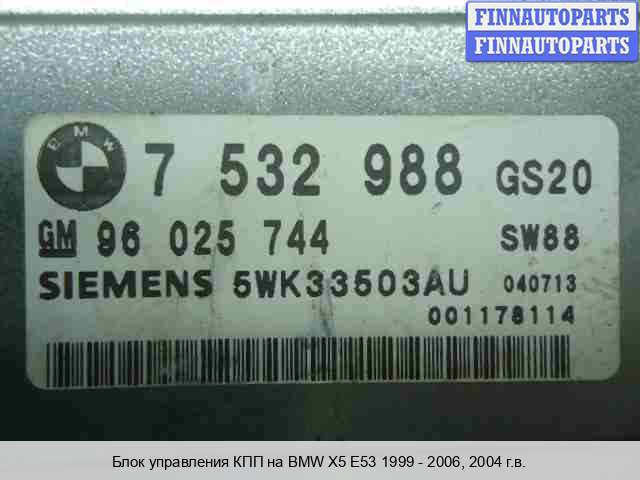 FINNAUTOPARTS
FINNAUTOPARTS
BMW 7 532 988 GS20
GM 96 025 744 SW88
SIEMENS 5WK33503AU 040713
001178114
Блок управления КПП на BMW X5 E53 1999 - 2006, 2004 г.в.